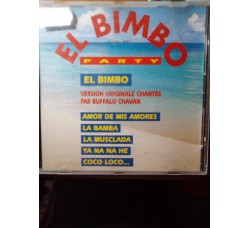 EL BIMBO
PARTY
EL BIMBO
VERSION ORIGINALE CHANTÉE
PAR BUFFALO CHAVAN
AMOR DE MIS AMORES
LA BAMBA
LA MUSCLADA
YA NA NA HE
COCO LOCO...